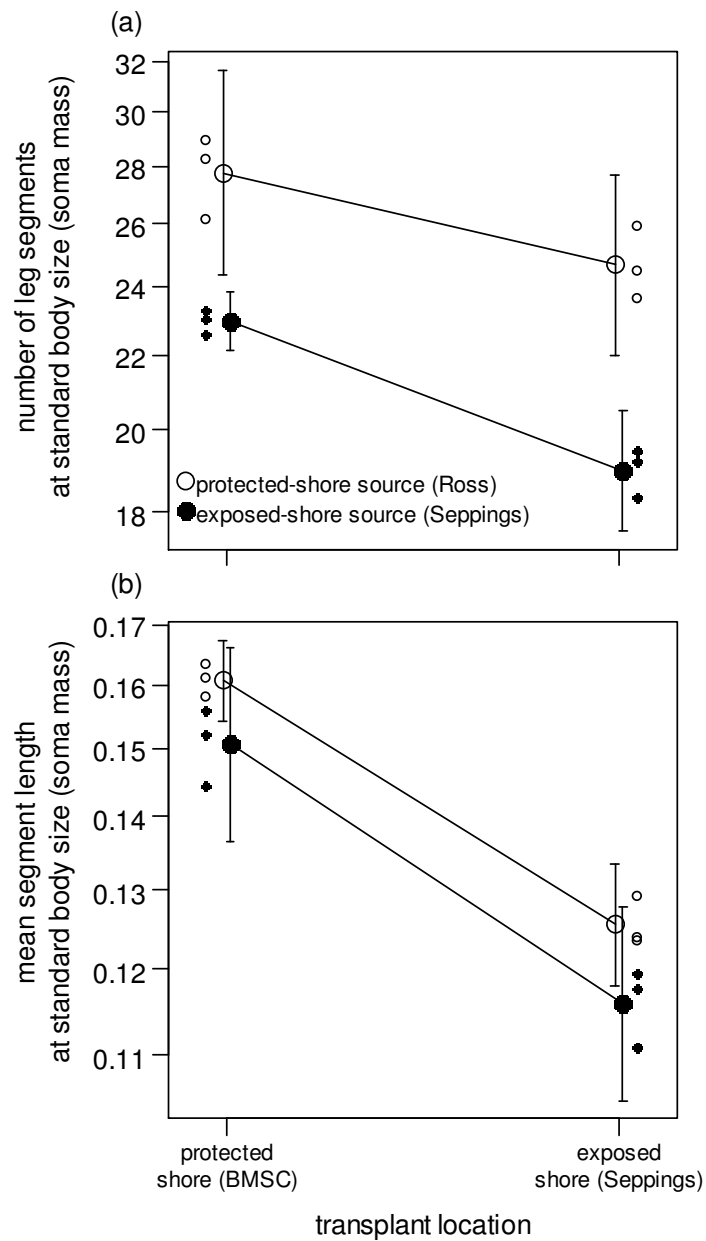 (a)
number of leg segments
at standard body size (soma mass)
32
30
28
26
24
22
20
18
protected-shore source (Ross)
exposed-shore source (Seppings)
(b)
mean segment length
at standard body size (soma mass)
0.17
0.16
0.15
0.14
0.13
0.12
0.11
protected
shore (BMSC)
exposed
shore (Seppings)
transplant location